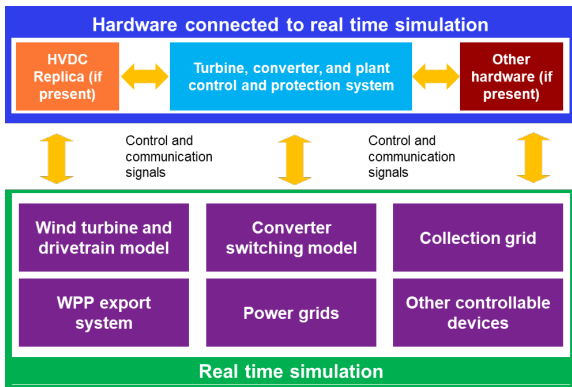 Hardware connected to real time simulation
HVDC
Replica (if
present)
Turbine, converter, and plant
control and protection system
Other
hardware (if
present)
Control and
communication
signals
Control and
communication
signals
Wind turbine and
drivetrain model
Converter
switching model
Collection grid
WPP export
system
Power grids
Other controllable
devices
Real time simulation